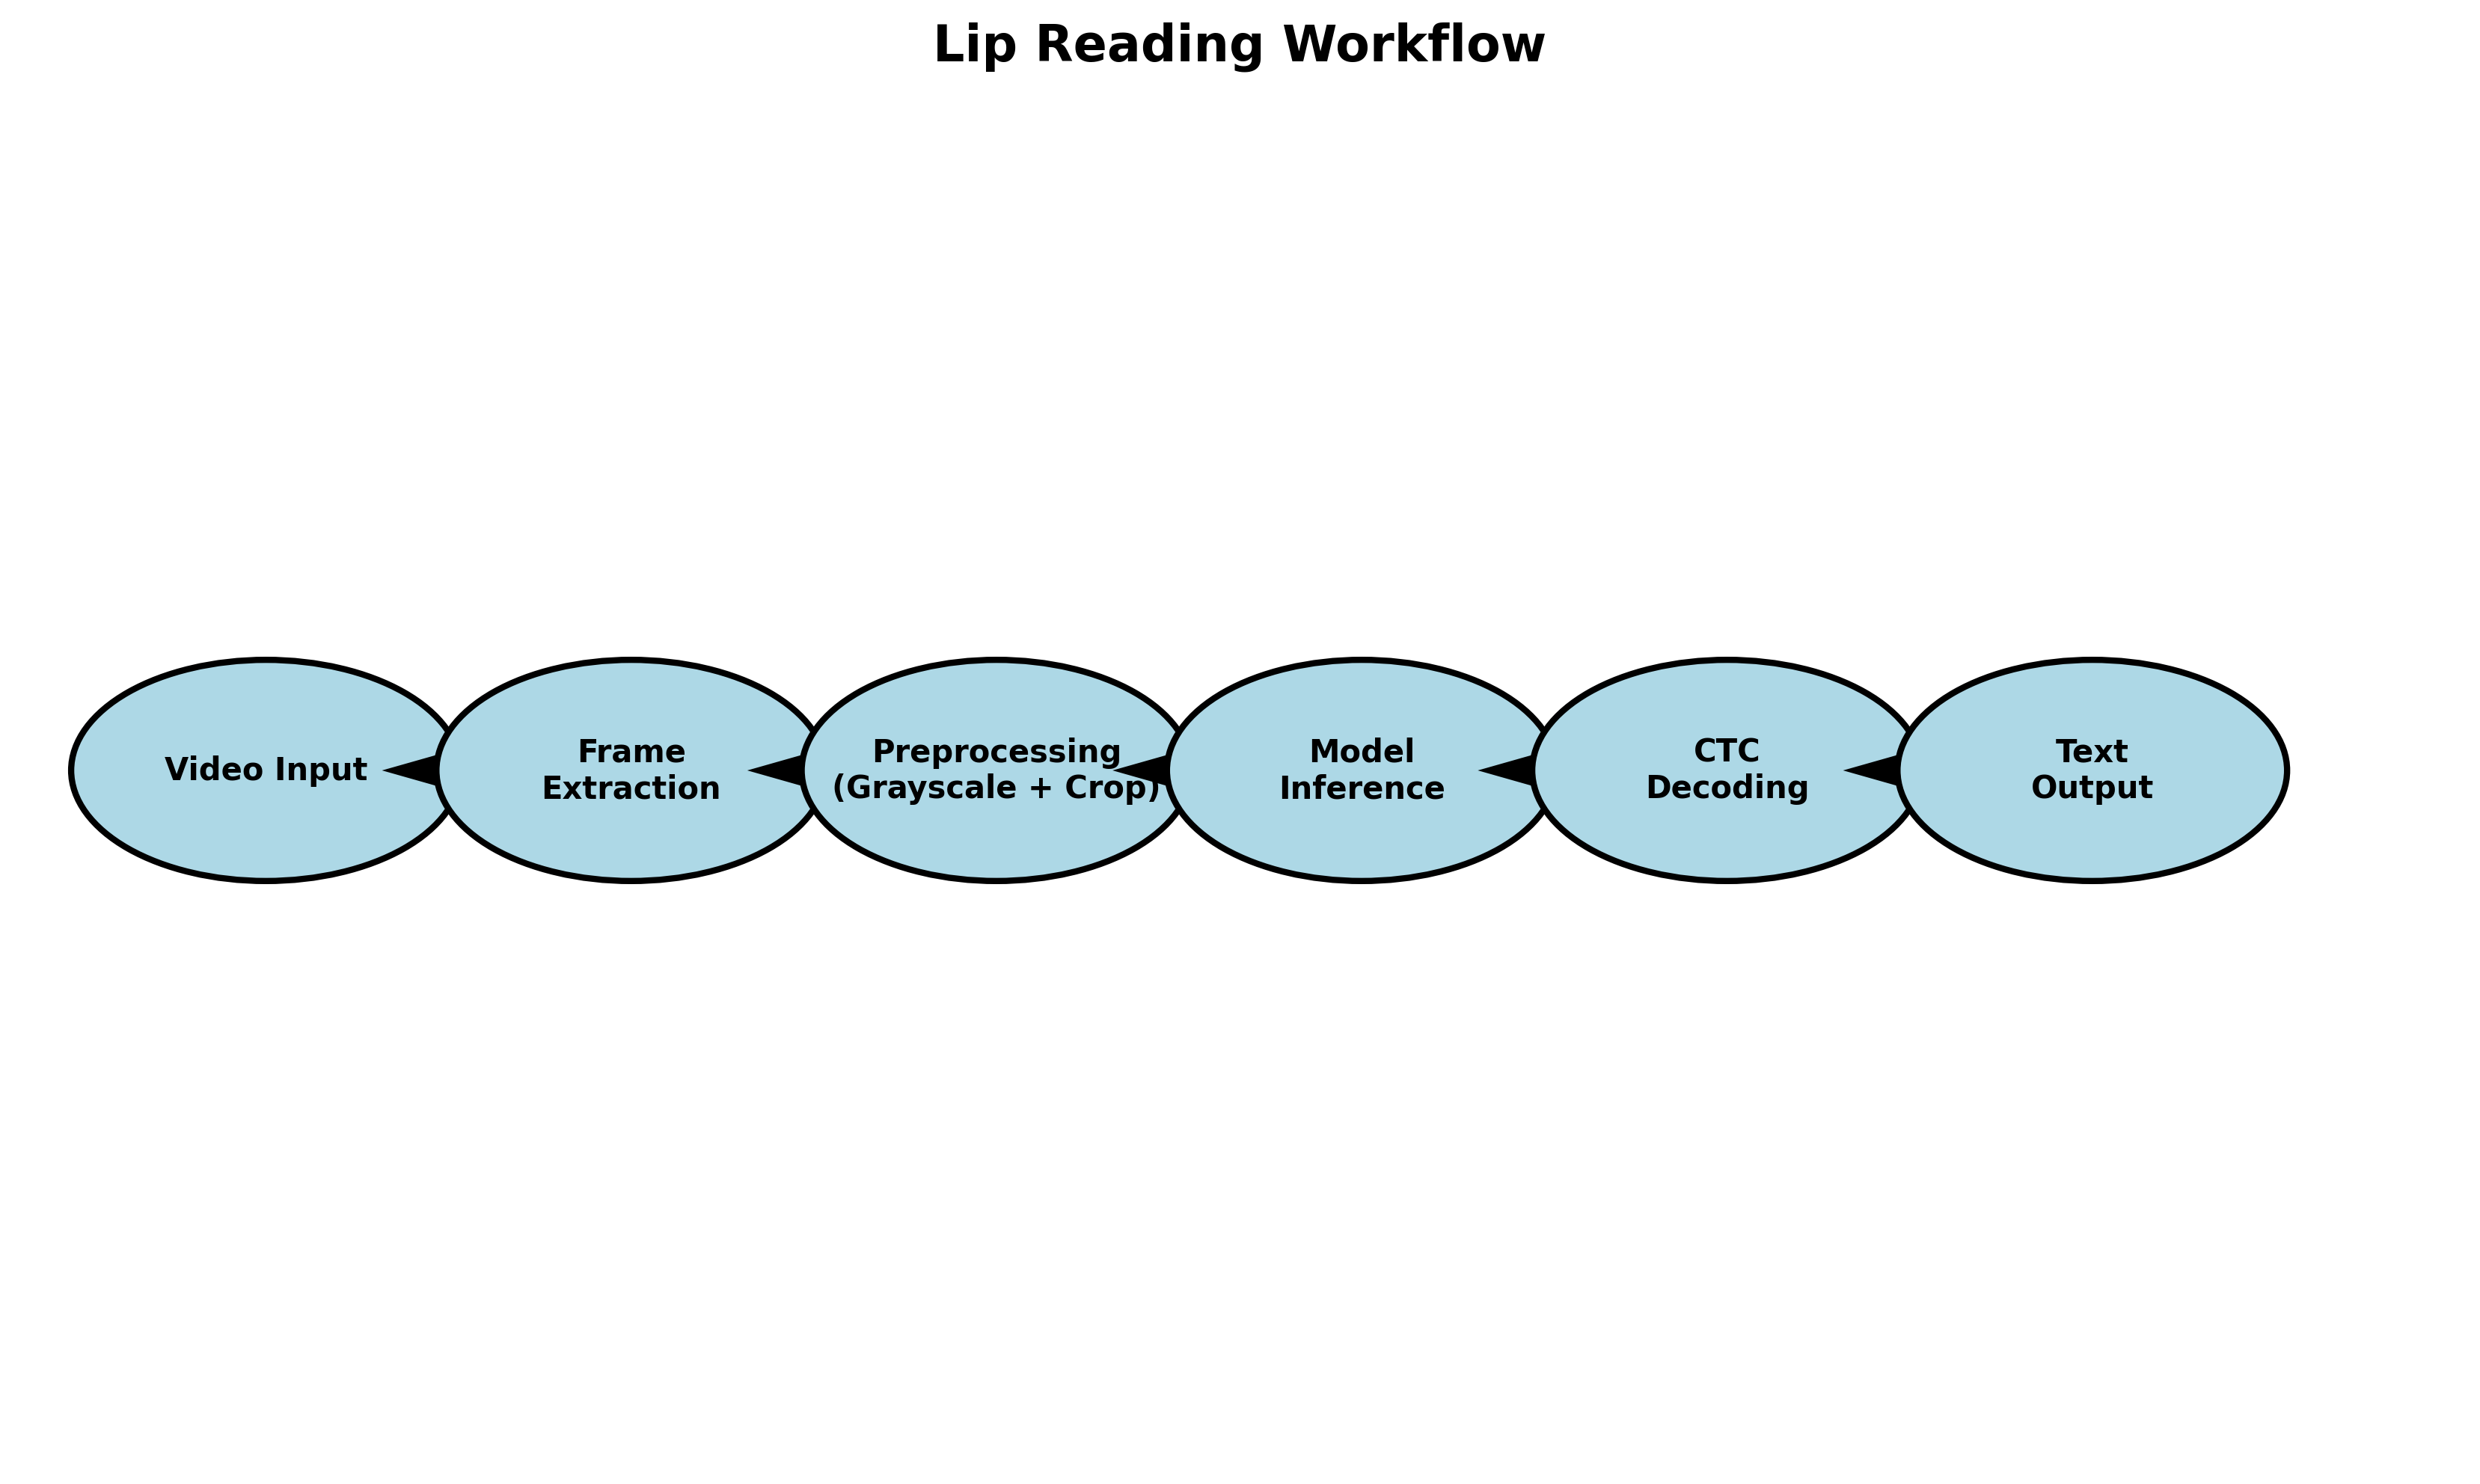 Lip Reading Workflow
Video Input
Frame
Extraction
Preprocessing
(Grayscale + Crop)
Model
Inference
CTC
Decoding
Text
Output